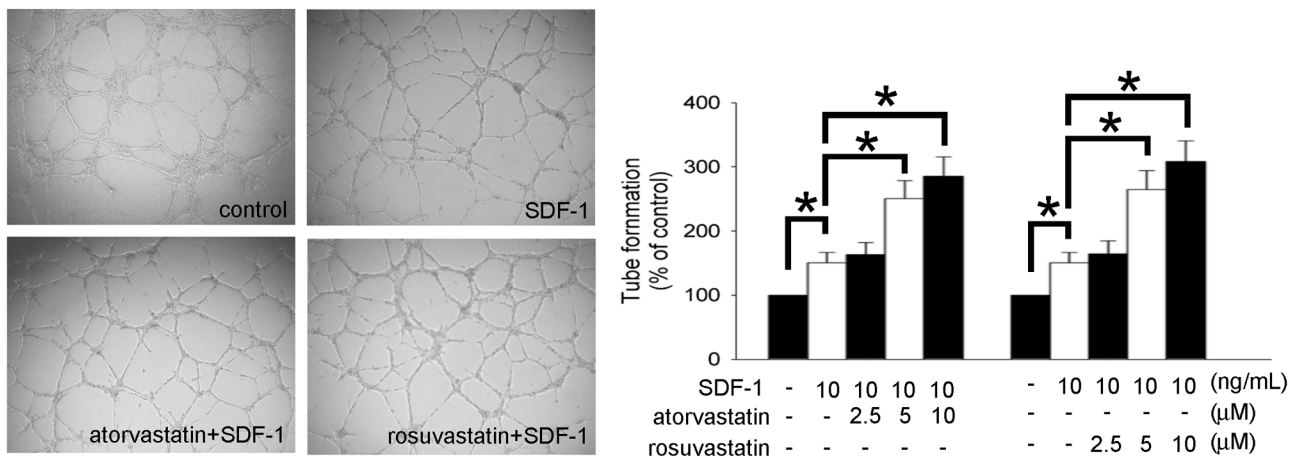 control
SDF-1
atorvastatin+SDF-1
rosuvastatin+SDF-1
Tube formation
(% of control)
400
300
200
100
0
* * * * * *
SDF-1 - 10 10 10 10 - 10 10 10 10 (ng/mL)
atorvastatin - - 2.5 5 10 - - - - - (μM)
rosuvastatin - - - - - - - 2.5 5 10 (μM)